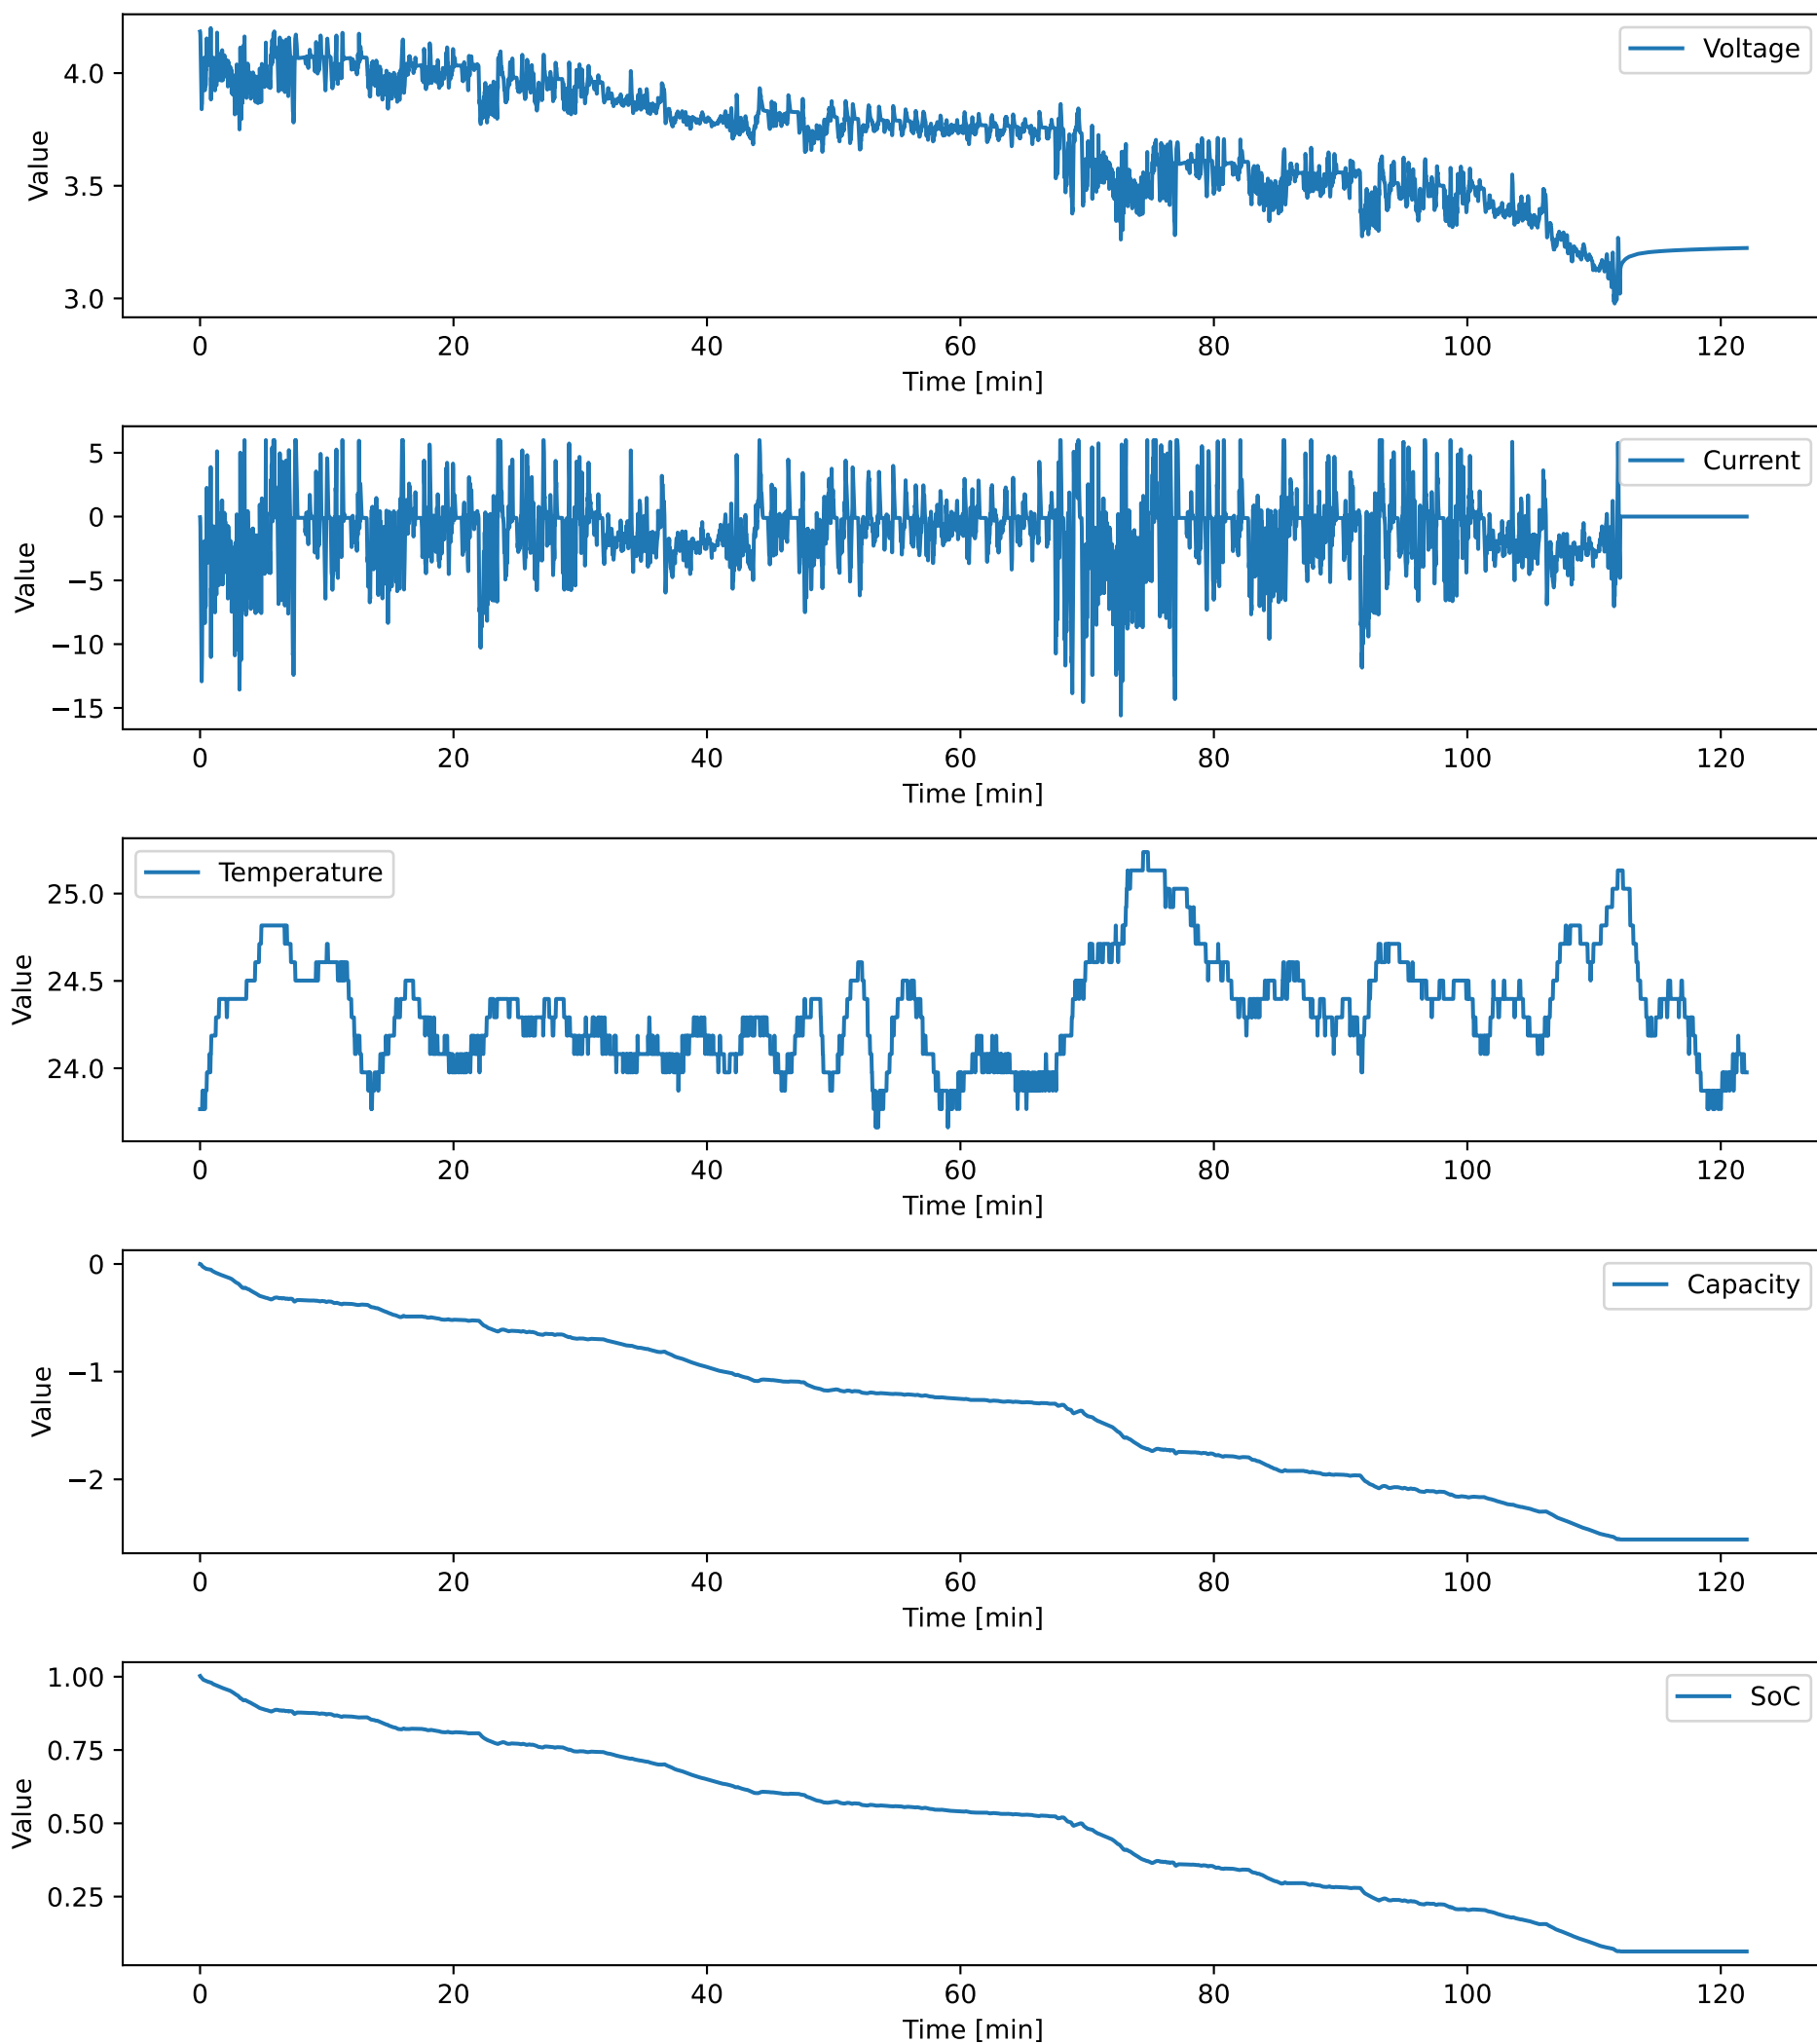 Voltage
4.0
3.5
3.0
Value
0 20 40 60 80 100 120
Time [min]
Current
5
0
−5
−10
−15
Value
0 20 40 60 80 100 120
Time [min]
Temperature
25.0
24.5
24.0
Value
0 20 40 60 80 100 120
Time [min]
Capacity
0
−1
−2
Value
0 20 40 60 80 100 120
Time [min]
SoC
1.00
0.75
0.50
0.25
Value
0 20 40 60 80 100 120
Time [min]